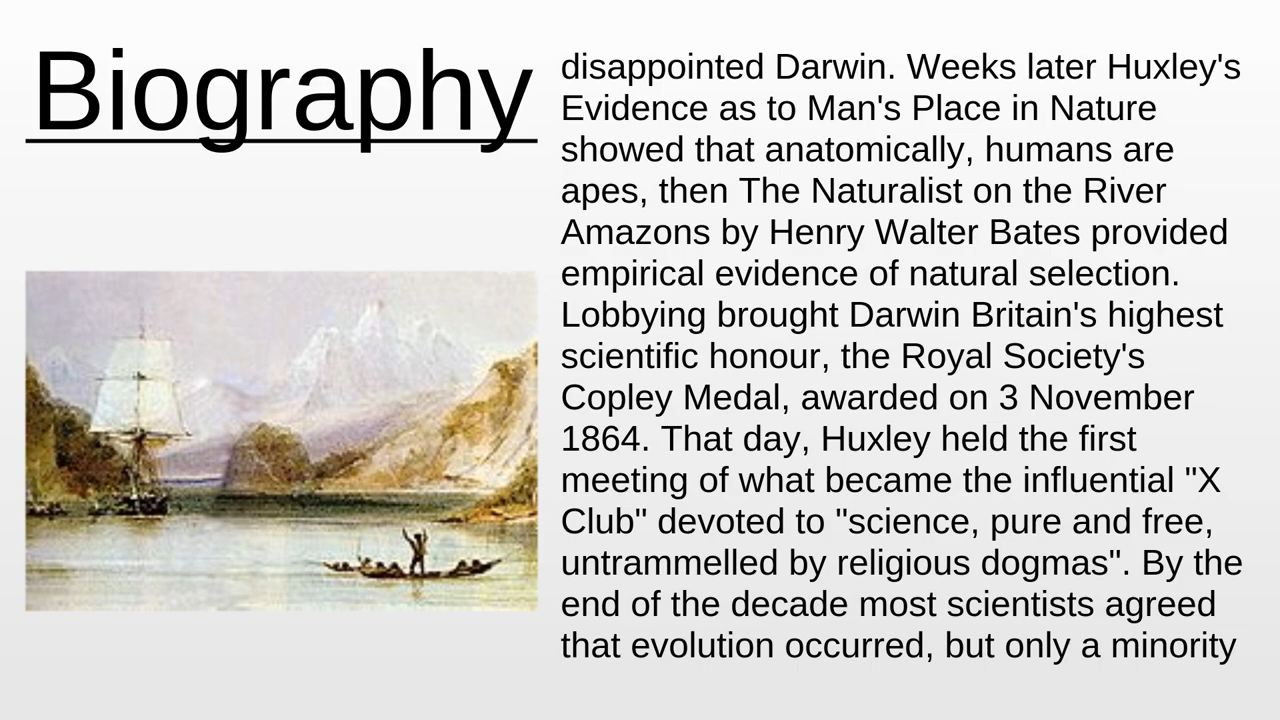 Biography
disappointed Darwin. Weeks later Huxley's
Evidence as to Man's Place in Nature
showed that anatomically, humans are
apes, then The Naturalist on the River
Amazons by Henry Walter Bates provided
empirical evidence of natural selection.
Lobbying brought Darwin Britain's highest
scientific honour, the Royal Society's
Copley Medal, awarded on 3 November
1864. That day, Huxley held the first
meeting of what became the influential "X
Club" devoted to "science, pure and free,
untrammelled by religious dogmas". By the
end of the decade most scientists agreed
that evolution occurred, but only a minority